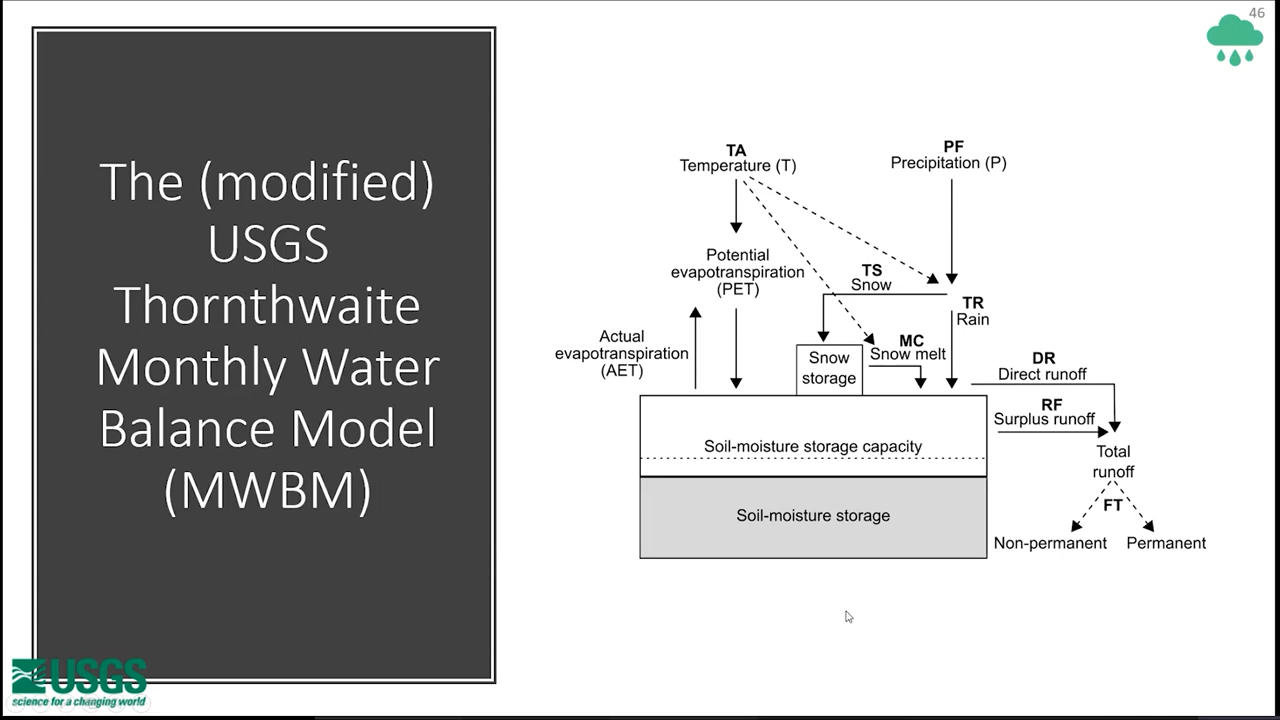 46
The (modified)
USGS
Thornthwaite
Monthly Water
Balance Model
(MWBM)
TA
Temperature (T)
PF
Precipitation (P)
Potential
evapotranspiration
(PET)
TS
Snow
TR
Rain
Actual
evapotranspiration
(AET)
MC
Snow melt
Snow
storage
DR
Direct runoff
RF
Surplus runoff
Soil-moisture storage capacity
Total
runoff
FT
Soil-moisture storage
Non-permanent
Permanent
USGS
science for a changing world